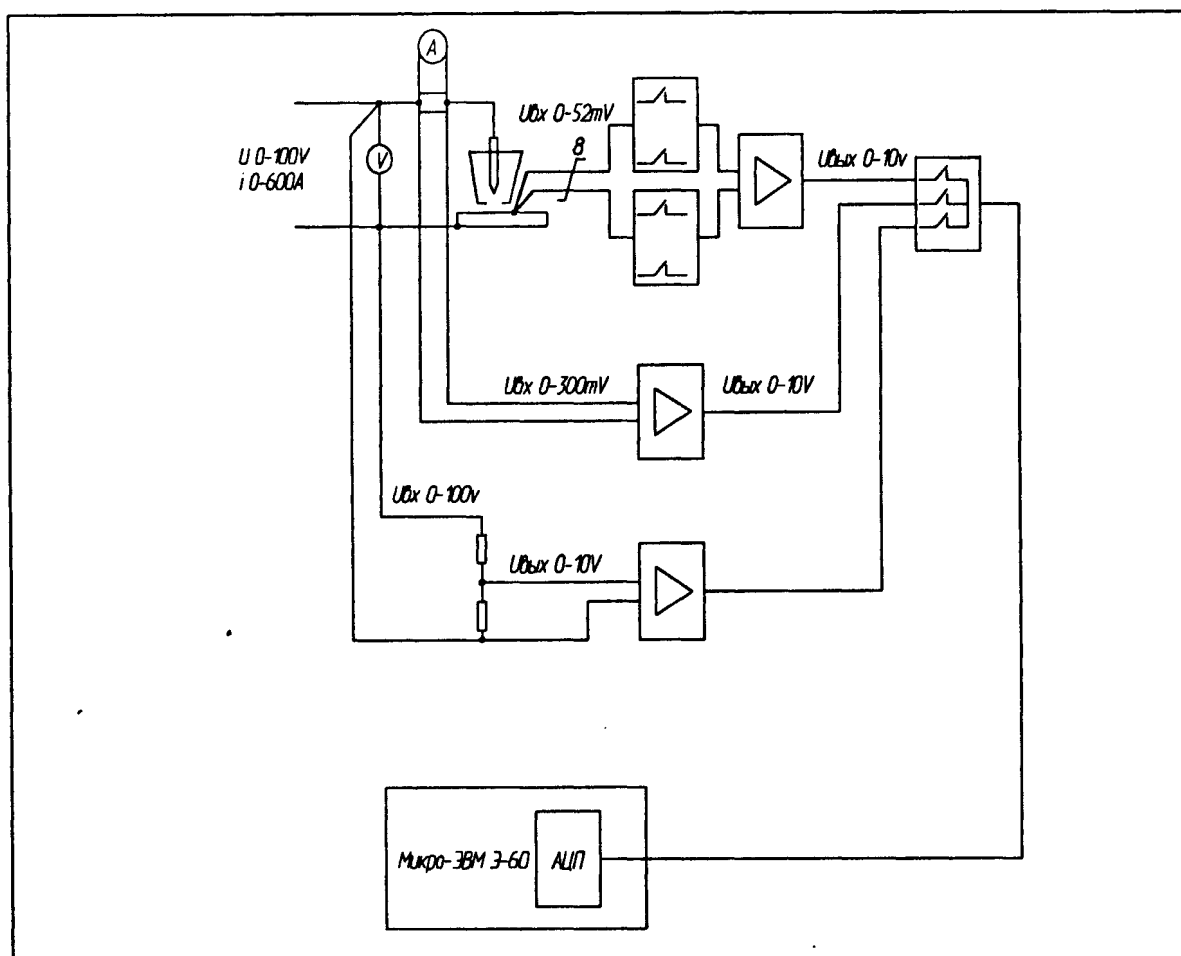 A
Uвх 0-52mV
8
U 0-100V
i 0-600A
V
Uвых 0-10v
Uвх 0-300mV
Uвых 0-10V
Uвх 0-100v
Uвых 0-10V
Микро-ЭВМ Э-60
АЦП